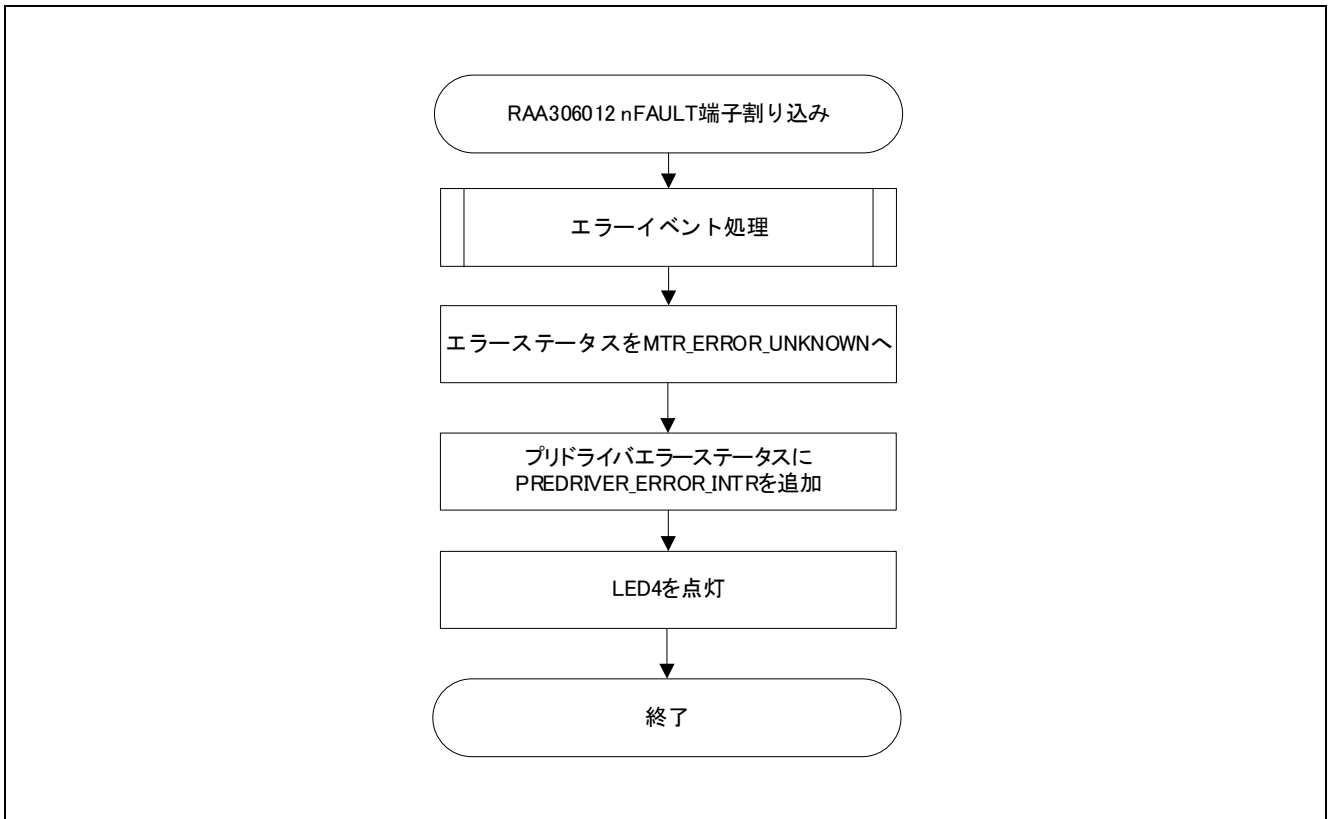 RAA306012 nFAULT端子割り込み
エラーイベント処理
エラーステータスをMTR_ERROR_UNKNOWNへ
プリドライバエラーステータスに
PREDRIVER_ERROR_INTRを追加
LED4を点灯
終了